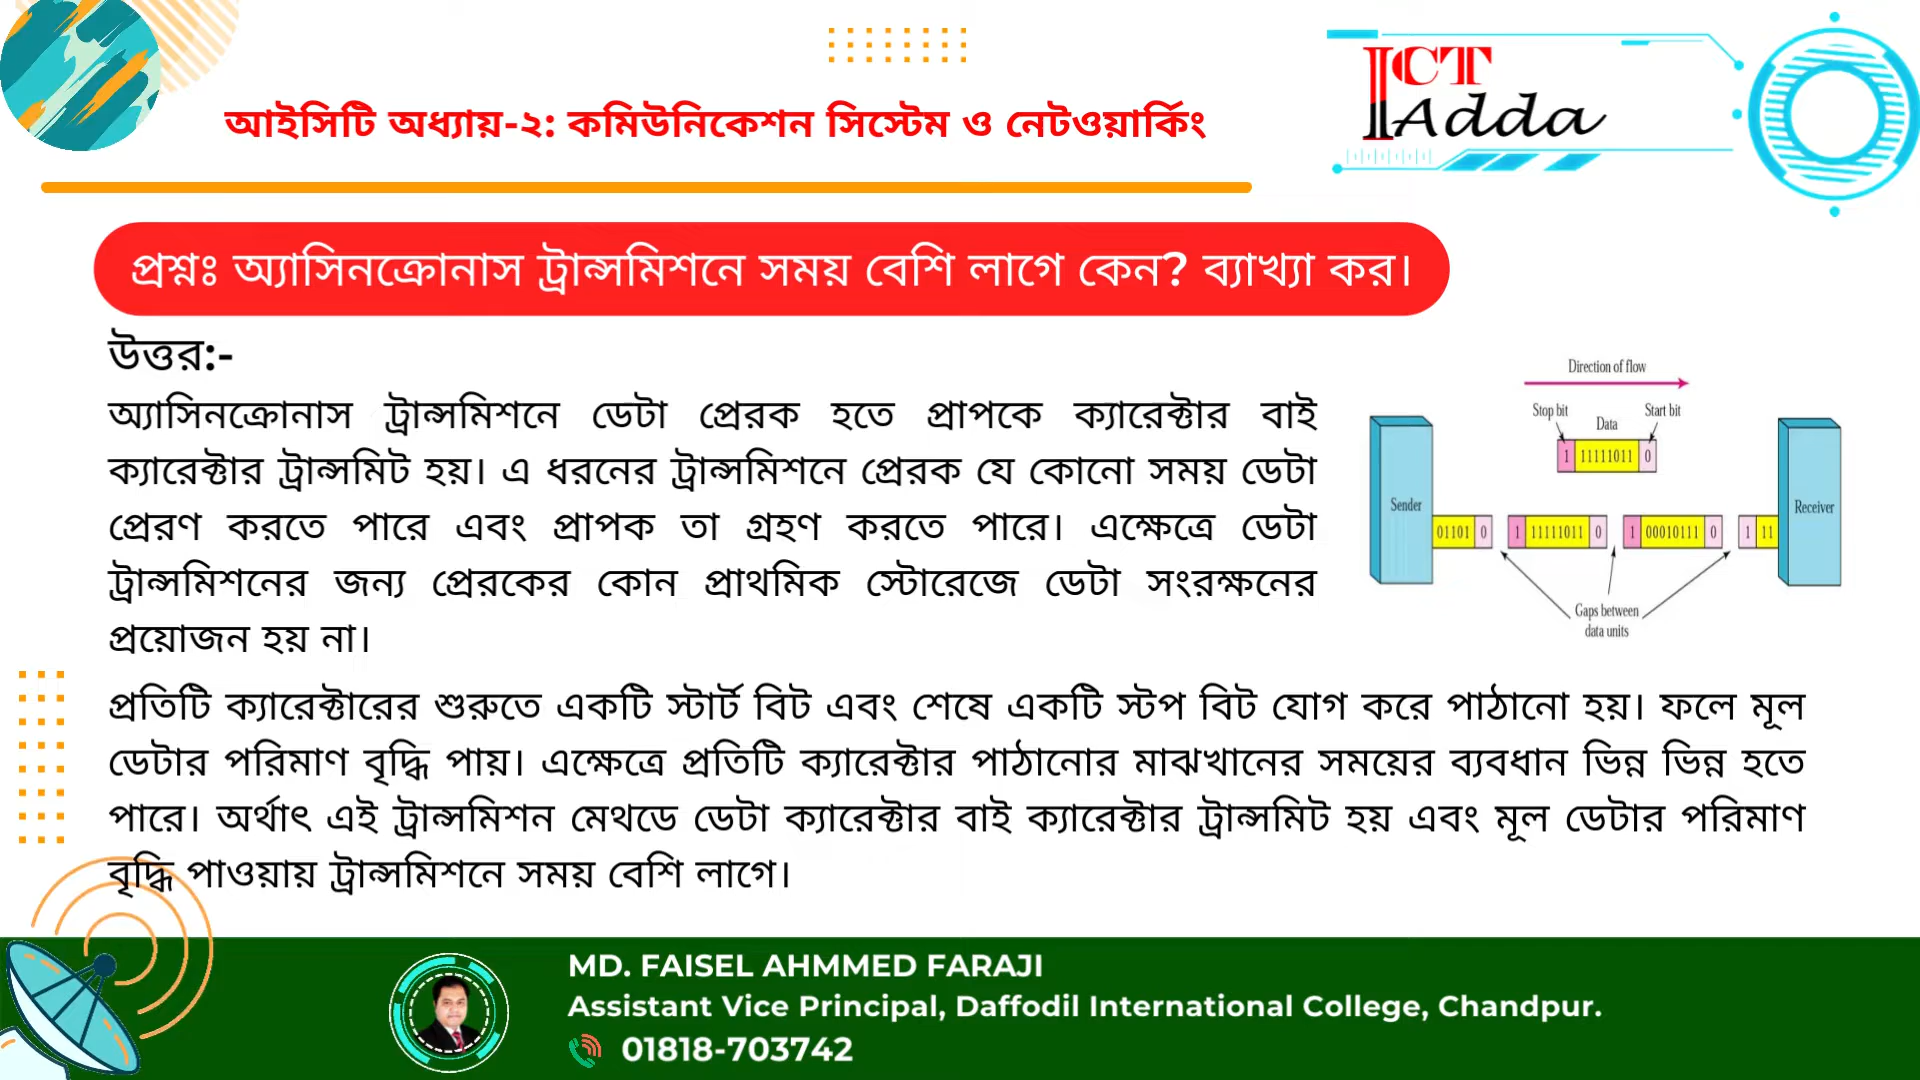 আইসিটি অধ্যায়-২: কমিউনিকেশন সিস্টেম ও নেটওয়ার্কিং
ICT
Adda
প্রশ্নঃ অ্যাসিনক্রোনাস ট্রান্সমিশনে সময় বেশি লাগে কেন? ব্যাখ্যা কর।
উত্তর:-
অ্যাসিনক্রোনাস ট্রান্সমিশনে ডেটা প্রেরক হতে প্রাপকে ক্যারেক্টার বাই
ক্যারেক্টার ট্রান্সমিট হয়। এ ধরনের ট্রান্সমিশনে প্রেরক যে কোনো সময় ডেটা
প্রেরণ করতে পারে এবং প্রাপক তা গ্রহণ করতে পারে। এক্ষেত্রে ডেটা
ট্রান্সমিশনের জন্য প্রেরকের কোন প্রাথমিক স্টোরেজে ডেটা সংরক্ষনের
প্রয়োজন হয় না।
Direction of flow
Stop bit
Data
Start bit
1 11111011 0
Sender
01101 0
1 11111011 0
1 00010111 0
1 11
Receiver
Gaps between
data units
প্রতিটি ক্যারেক্টারের শুরুতে একটি স্টার্ট বিট এবং শেষে একটি স্টপ বিট যোগ করে পাঠানো হয়। ফলে মূল
ডেটার পরিমাণ বৃদ্ধি পায়। এক্ষেত্রে প্রতিটি ক্যারেক্টার পাঠানোর মাঝখানের সময়ের ব্যবধান ভিন্ন ভিন্ন হতে
পারে। অর্থাৎ এই ট্রান্সমিশন মেথডে ডেটা ক্যারেক্টার বাই ক্যারেক্টার ট্রান্সমিট হয় এবং মূল ডেটার পরিমাণ
বৃদ্ধি পাওয়ায় ট্রান্সমিশনে সময় বেশি লাগে।
MD. FAISEL AHMMED FARAJI
Assistant Vice Principal, Daffodil International College, Chandpur.
01818-703742